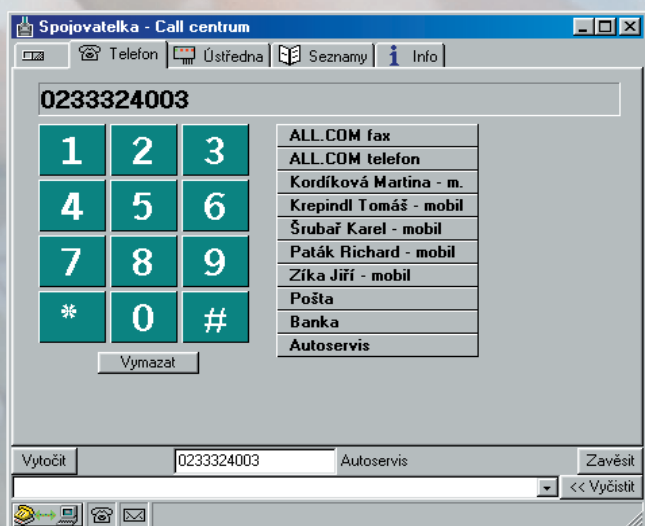 Spojovatelka - Call centrum
Telefon Ústředna Seznamy Info
0233324003
1 2 3
4 5 6
7 8 9
* 0 #
Vymazat
ALL.COM fax
ALL.COM telefon
Kordíková Martina - m.
Krepindl Tomáš - mobil
Šrubař Karel - mobil
Paták Richard - mobil
Zíka Jiří - mobil
Pošta
Banka
Autoservis
Vytočit 0233324003 Autoservis Zavěsit
<< Vyčistit